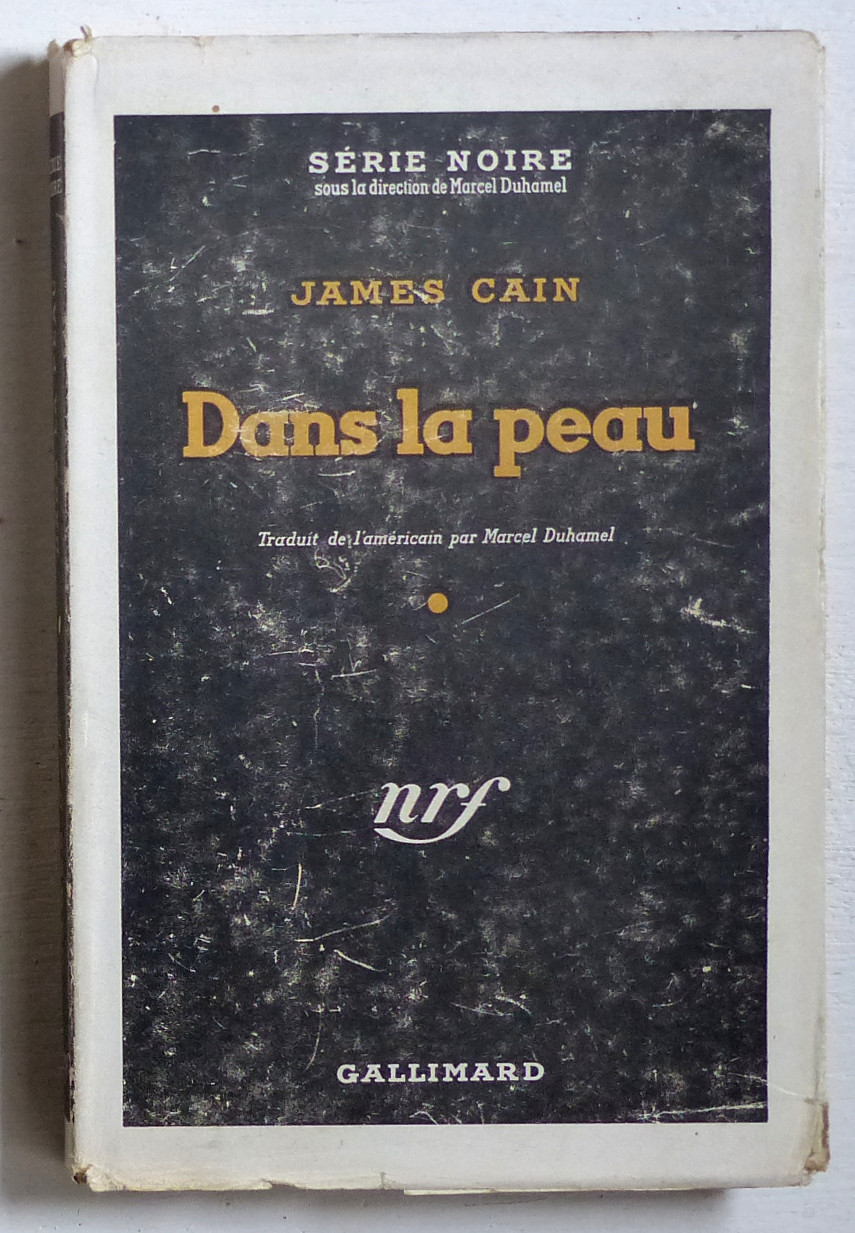 SÉRIE NOIRE
sous la direction de Marcel Duhamel
JAMES CAIN
Dans la peau
Traduit de l'américain par Marcel Duhamel
nrf
GALLIMARD